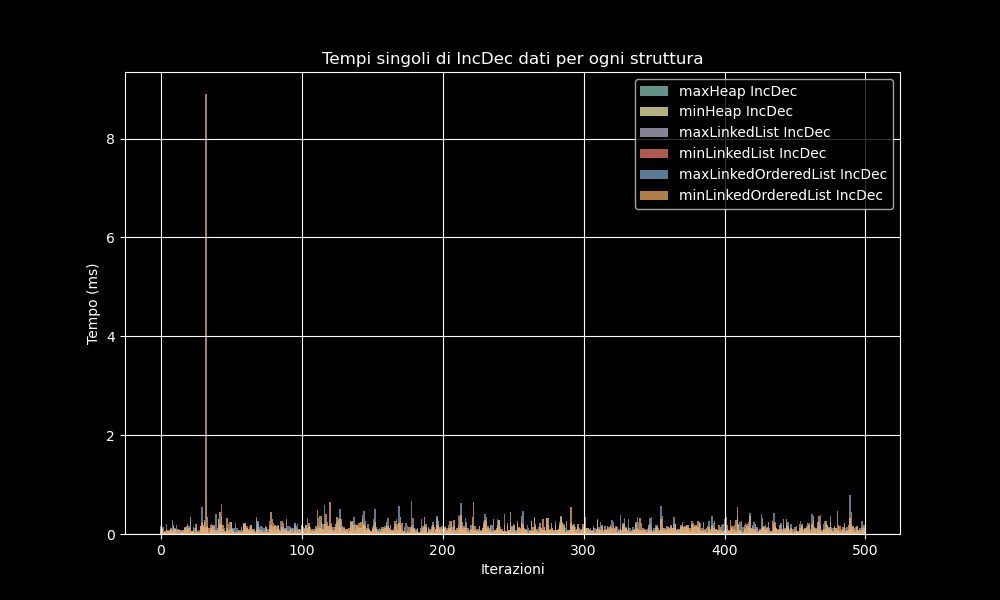 Tempi singoli di IncDec dati per ogni struttura
maxHeap IncDec
minHeap IncDec
maxLinkedList IncDec
minLinkedList IncDec
maxLinkedOrderedList IncDec
minLinkedOrderedList IncDec
Tempo (ms)
8
6
4
2
0
0 100 200 300 400 500
Iterazioni